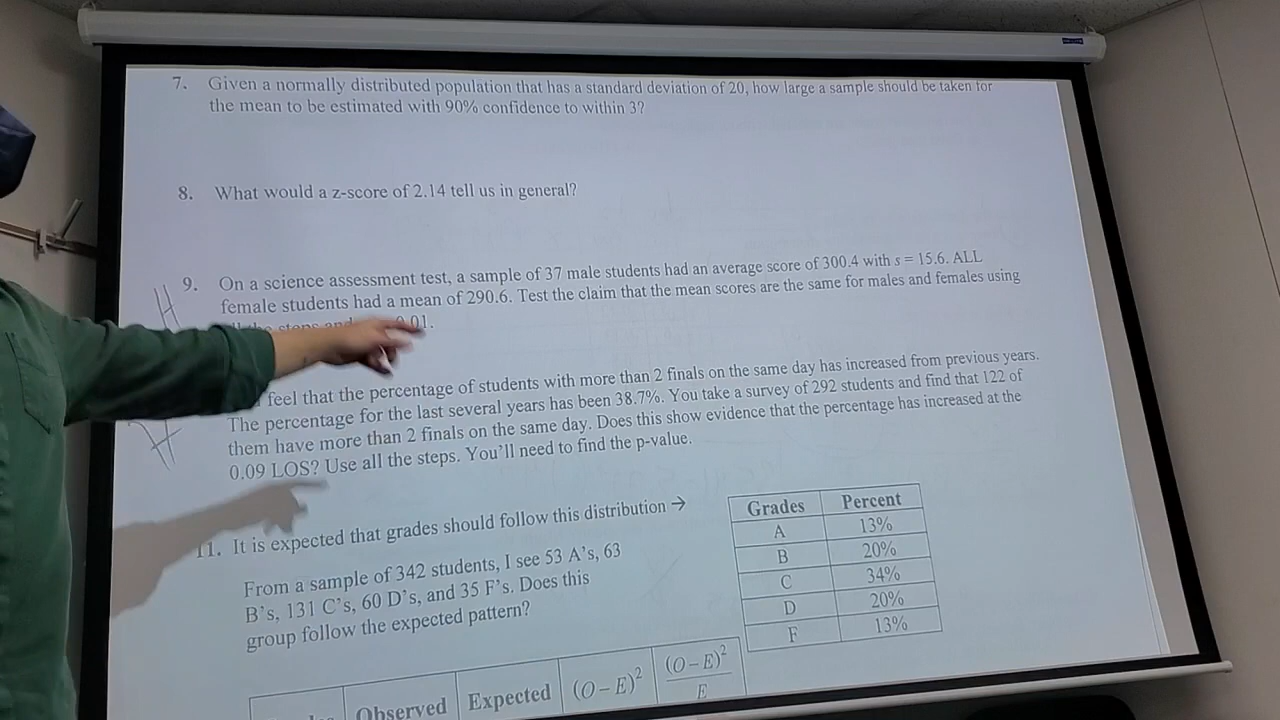 7. Given a normally distributed population that has a standard deviation of 20, how large a sample should be taken for
the mean to be estimated with 90% confidence to within 3?
8. What would a z-score of 2.14 tell us in general?
9. On a science assessment test, a sample of 37 male students had an average score of 300.4 with s = 15.6. ALL
female students had a mean of 290.6. Test the claim that the mean scores are the same for males and females using
the steps and 0.01.
H
feel that the percentage of students with more than 2 finals on the same day has increased from previous years.
The percentage for the last several years has been 38.7%. You take a survey of 292 students and find that 122 of
them have more than 2 finals on the same day. Does this show evidence that the percentage has increased at the
0.09 LOS? Use all the steps. You'll need to find the p-value.
11. It is expected that grades should follow this distribution →
From a sample of 342 students, I see 53 A's, 63
B's, 131 C's, 60 D's, and 35 F's. Does this
group follow the expected pattern?
Grades Percent
A 13%
B 20%
C 34%
D 20%
F 13%
Observed Expected (O – E)² (O – E)² / E